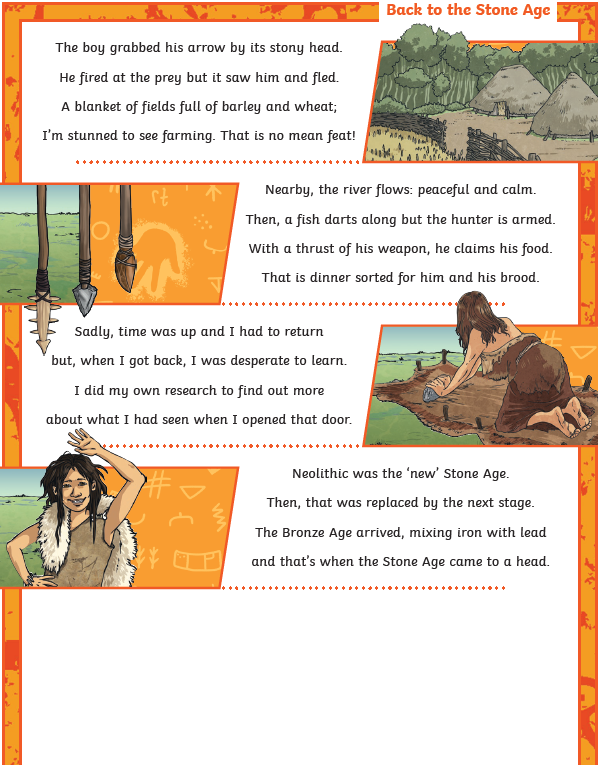 Back to the Stone Age
The boy grabbed his arrow by its stony head.
He fired at the prey but it saw him and fled.
A blanket of fields full of barley and wheat;
I'm stunned to see farming. That is no mean feat!
Nearby, the river flows: peaceful and calm.
Then, a fish darts along but the hunter is armed.
With a thrust of his weapon, he claims his food.
That is dinner sorted for him and his brood.
Sadly, time was up and I had to return
but, when I got back, I was desperate to learn.
I did my own research to find out more
about what I had seen when I opened that door.
Neolithic was the ‘new’ Stone Age.
Then, that was replaced by the next stage.
The Bronze Age arrived, mixing iron with lead
and that's when the Stone Age came to a head.